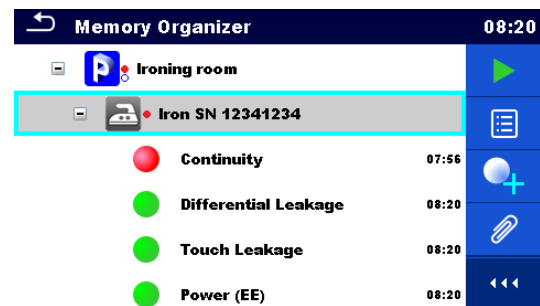 Memory Organizer 08:20
Ironing room
Iron SN 12341234
Continuity 07:56
Differential Leakage 08:20
Touch Leakage 08:20
Power (EE) 08:20